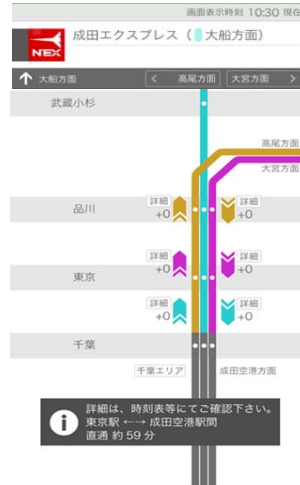 画面表示時刻 10:30 現在
成田エクスプレス（ 大船方面）
NEX
大船方面 < 高尾方面 大宮方面 >
武蔵小杉
高尾方面
大宮方面
詳細 詳細
品川 +0 +0
詳細 詳細
+0 +0
東京
詳細 詳細
+0 +0
千葉
千葉エリア 成田空港方面
詳細は、時刻表等にてご確認下さい。
東京駅 ←→ 成田空港駅間
直通 約 59 分